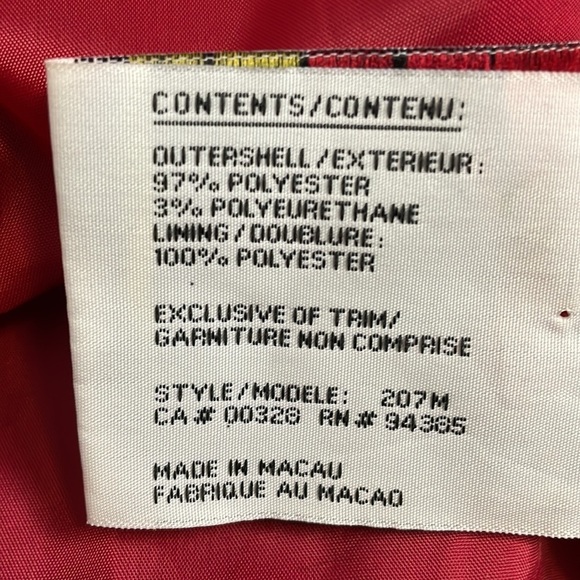 CONTENTS/CONTENU:
OUTERSHELL/EXTERIEUR:
97% POLYESTER
3% POLYEURETHANE
LINING/DOUBLURE:
100% POLYESTER
EXCLUSIVE OF TRIM/
GARNITURE NON COMPRISE
STYLE/MODELE: 207M
CA# 00328 RN# 94385
MADE IN MACAU
FABRIQUE AU MACAO